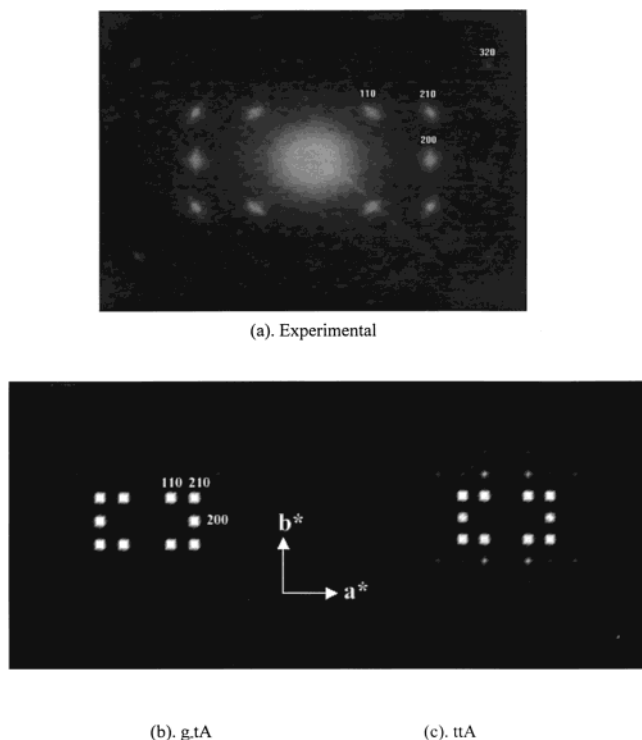 320
110 210
200
(a). Experimental
110 210
200
b*
a*
(b). g,tA (c). ttA